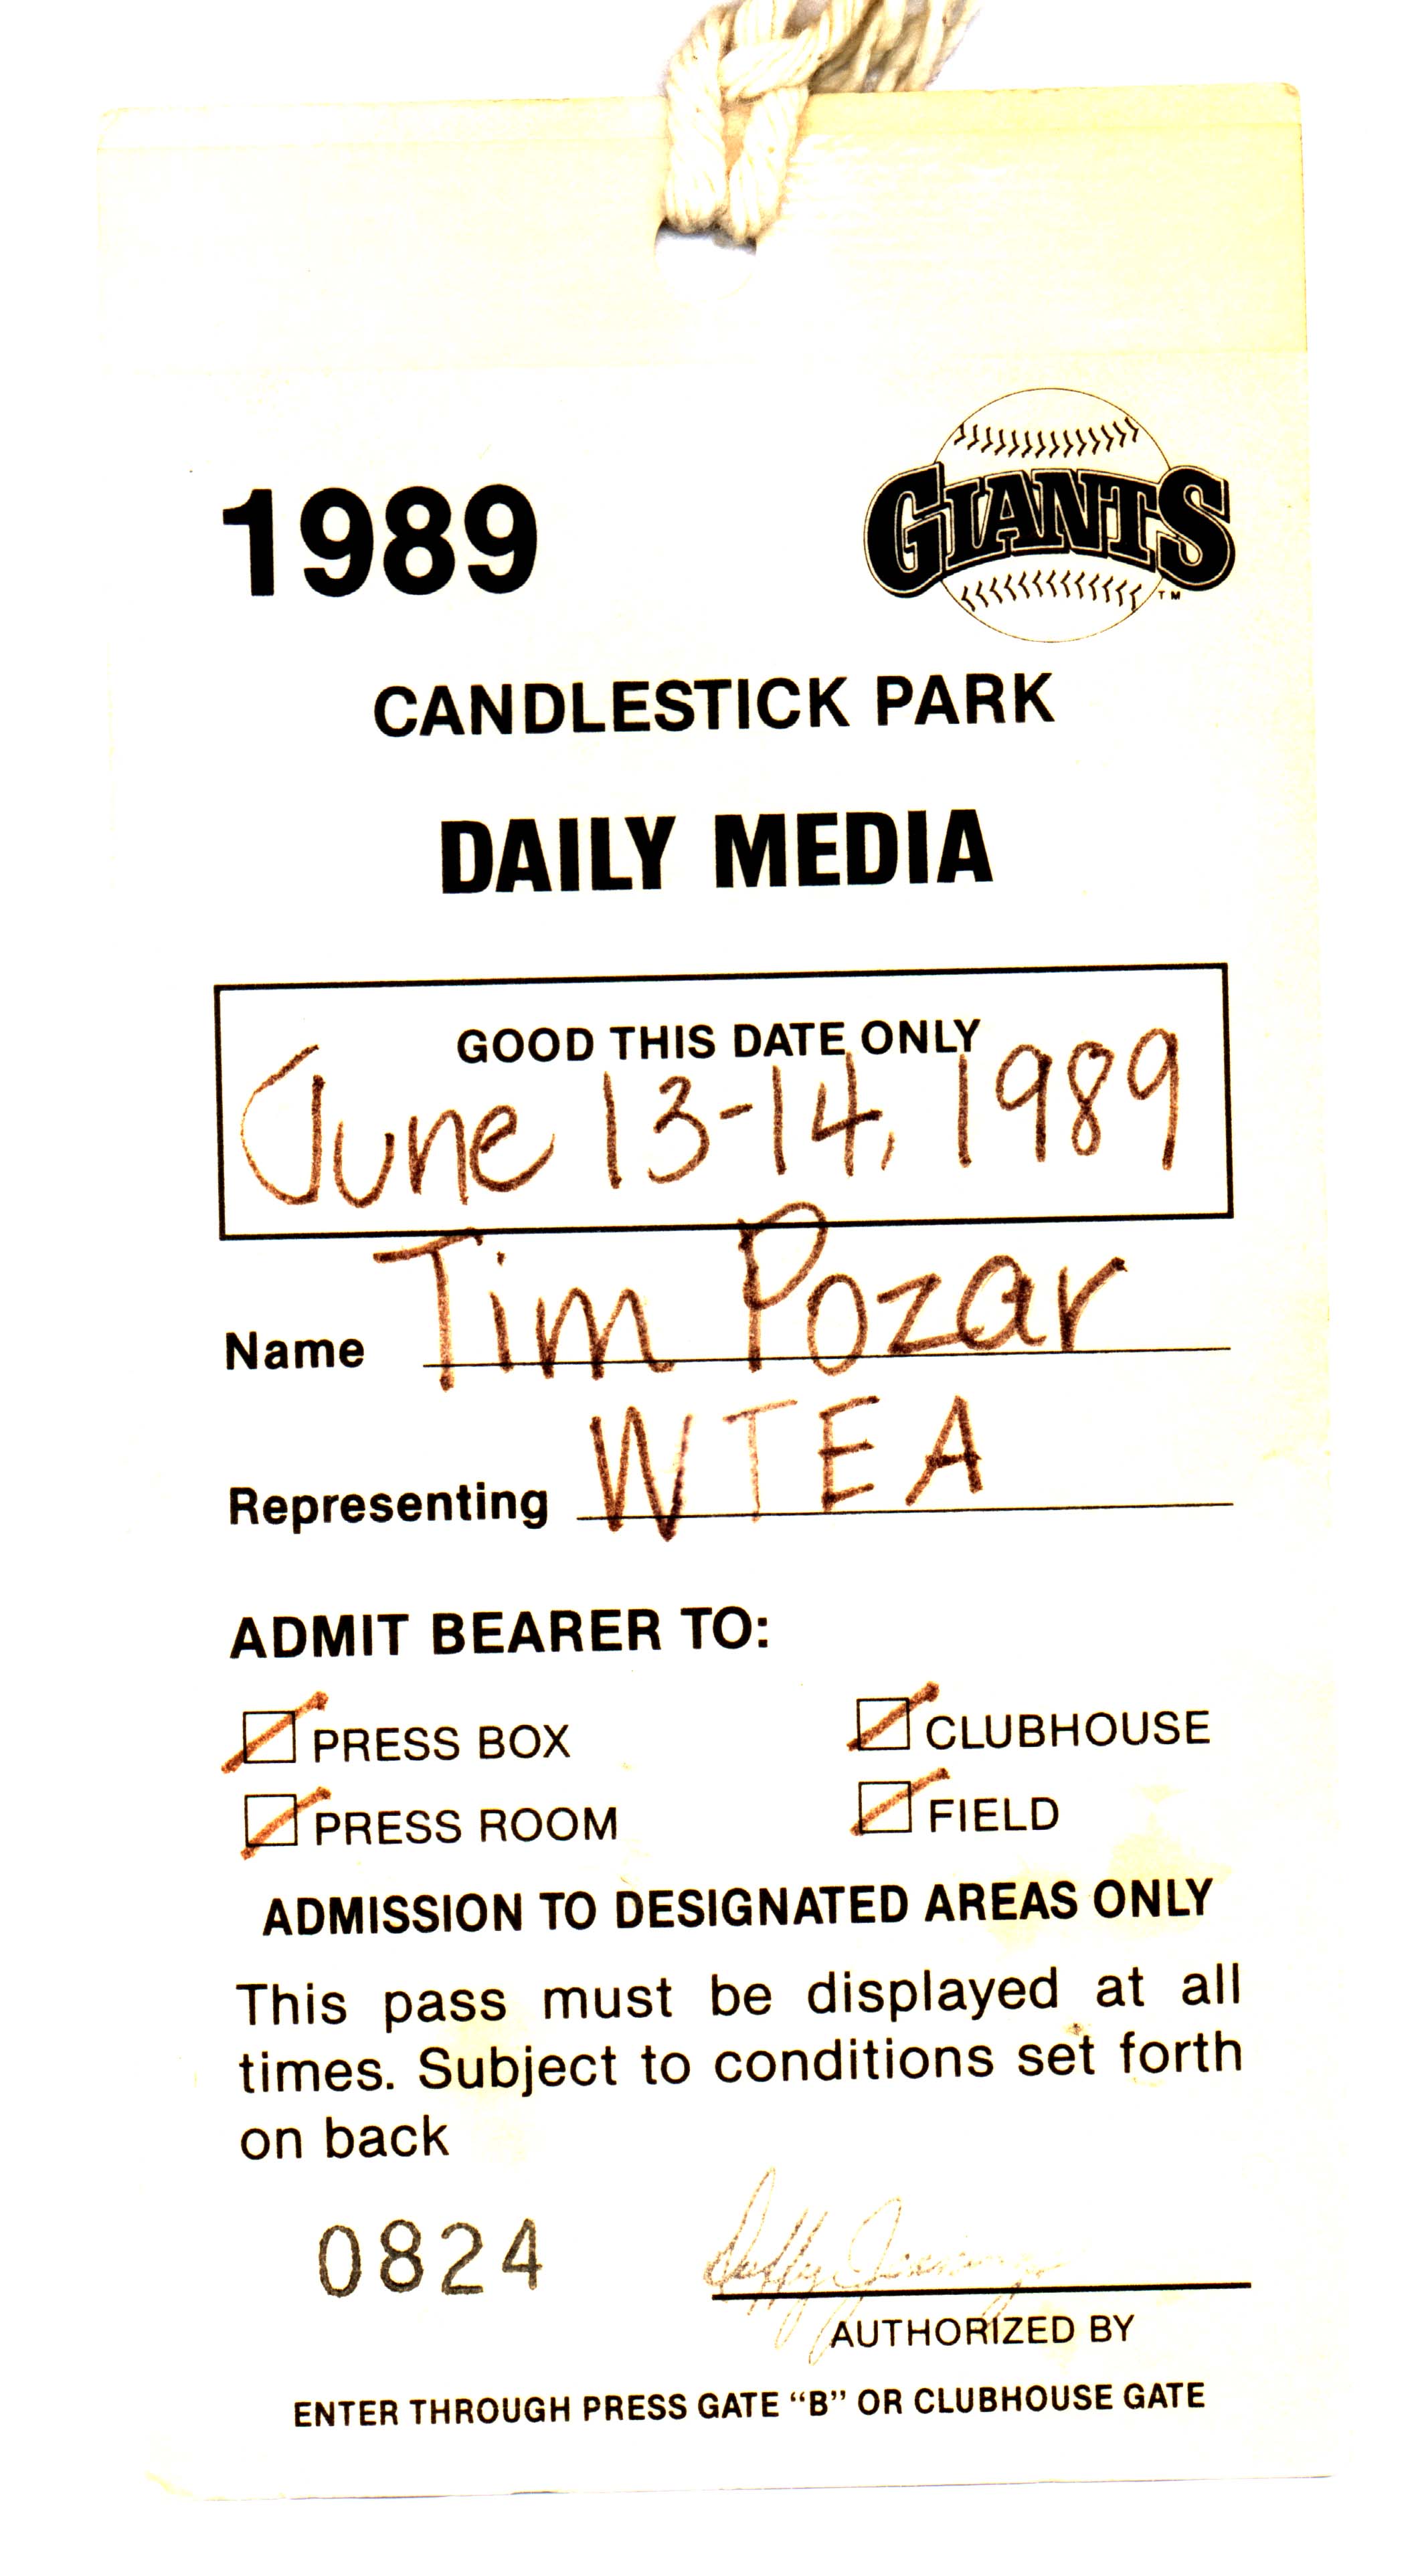 1989
GIANTS
TM
CANDLESTICK PARK
DAILY MEDIA
GOOD THIS DATE ONLY
June 13-14, 1989
Name Tim Pozar
Representing WTEA
ADMIT BEARER TO:
PRESS BOX CLUBHOUSE
PRESS ROOM FIELD
ADMISSION TO DESIGNATED AREAS ONLY
This pass must be displayed at all
times. Subject to conditions set forth
on back
0824
Duffy Jennings
AUTHORIZED BY
ENTER THROUGH PRESS GATE “B” OR CLUBHOUSE GATE